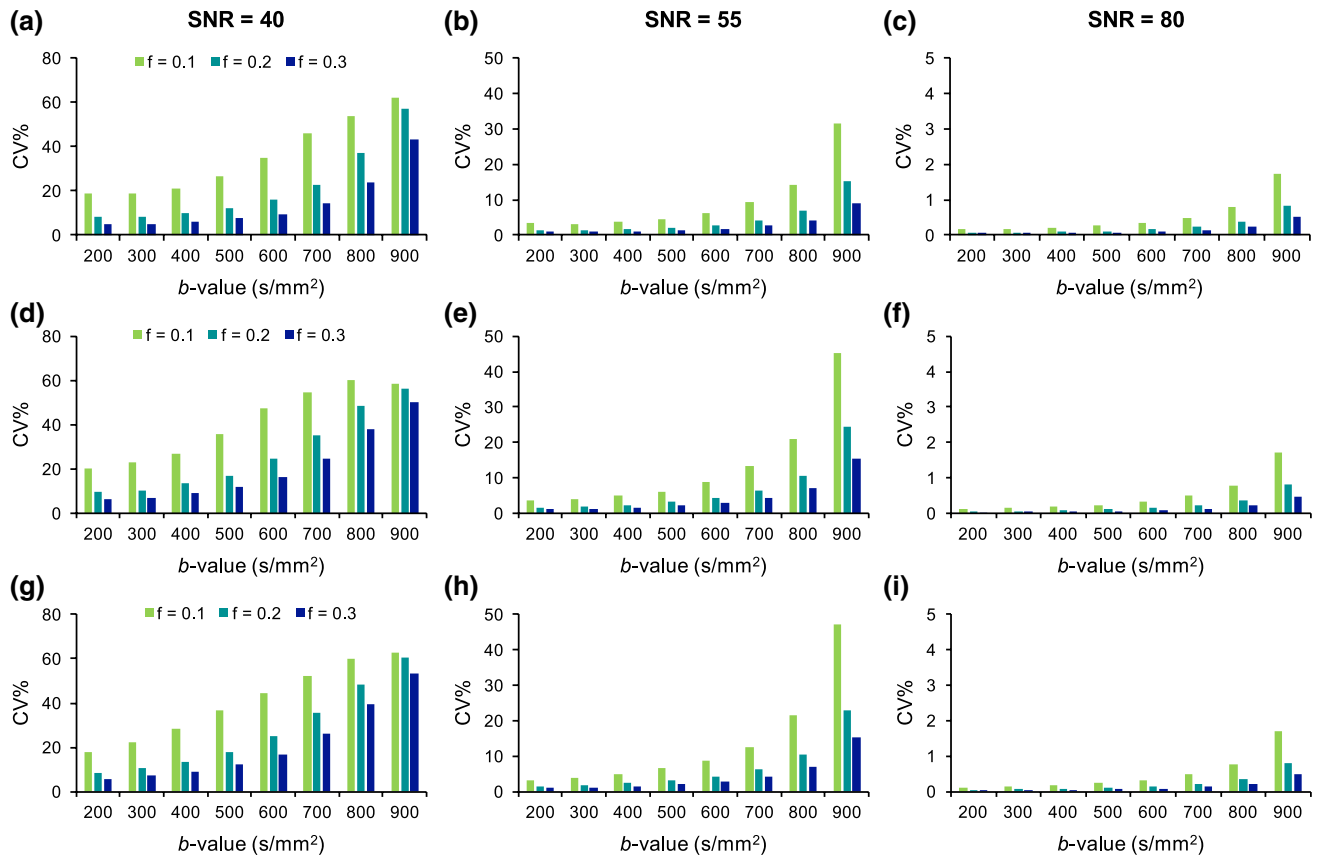 (a) SNR = 40 (b) SNR = 55 (c) SNR = 80
80 50 5
f = 0.1 f = 0.2 f = 0.3
60 40 4
CV% CV% CV%
40 30 3
20 2
20 10 1
0 0 0
200 300 400 500 600 700 800 900 200 300 400 500 600 700 800 900 200 300 400 500 600 700 800 900
b-value (s/mm²) b-value (s/mm²) b-value (s/mm²)
(d) (e) (f)
80 50 5
f = 0.1 f = 0.2 f = 0.3
60 40 4
CV% CV% CV%
40 30 3
20 2
20 10 1
0 0 0
200 300 400 500 600 700 800 900 200 300 400 500 600 700 800 900 200 300 400 500 600 700 800 900
b-value (s/mm²) b-value (s/mm²) b-value (s/mm²)
(g) (h) (i)
80 50 5
f = 0.1 f = 0.2 f = 0.3
60 40 4
CV% CV% CV%
40 30 3
20 2
20 10 1
0 0 0
200 300 400 500 600 700 800 900 200 300 400 500 600 700 800 900 200 300 400 500 600 700 800 900
b-value (s/mm²) b-value (s/mm²) b-value (s/mm²)